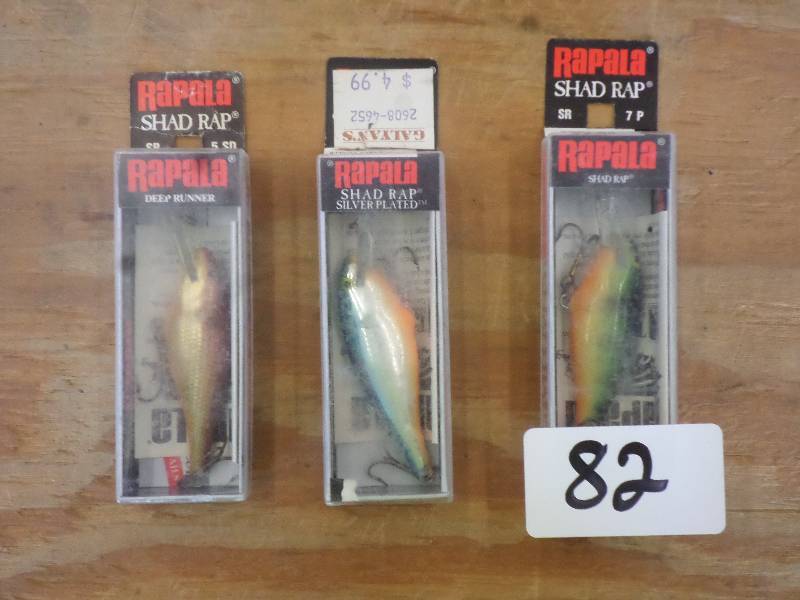 RAPALA®
SHAD RAP®
SR 5 SD
RAPALA®
DEEP RUNNER
$ 4.99
2608-4652
GALYAN'S
®RAPALA
SHAD RAP®
SILVER PLATED™
RAPALA®
SHAD RAP®
SR 7 P
RAPALA®
SHAD RAP®
82